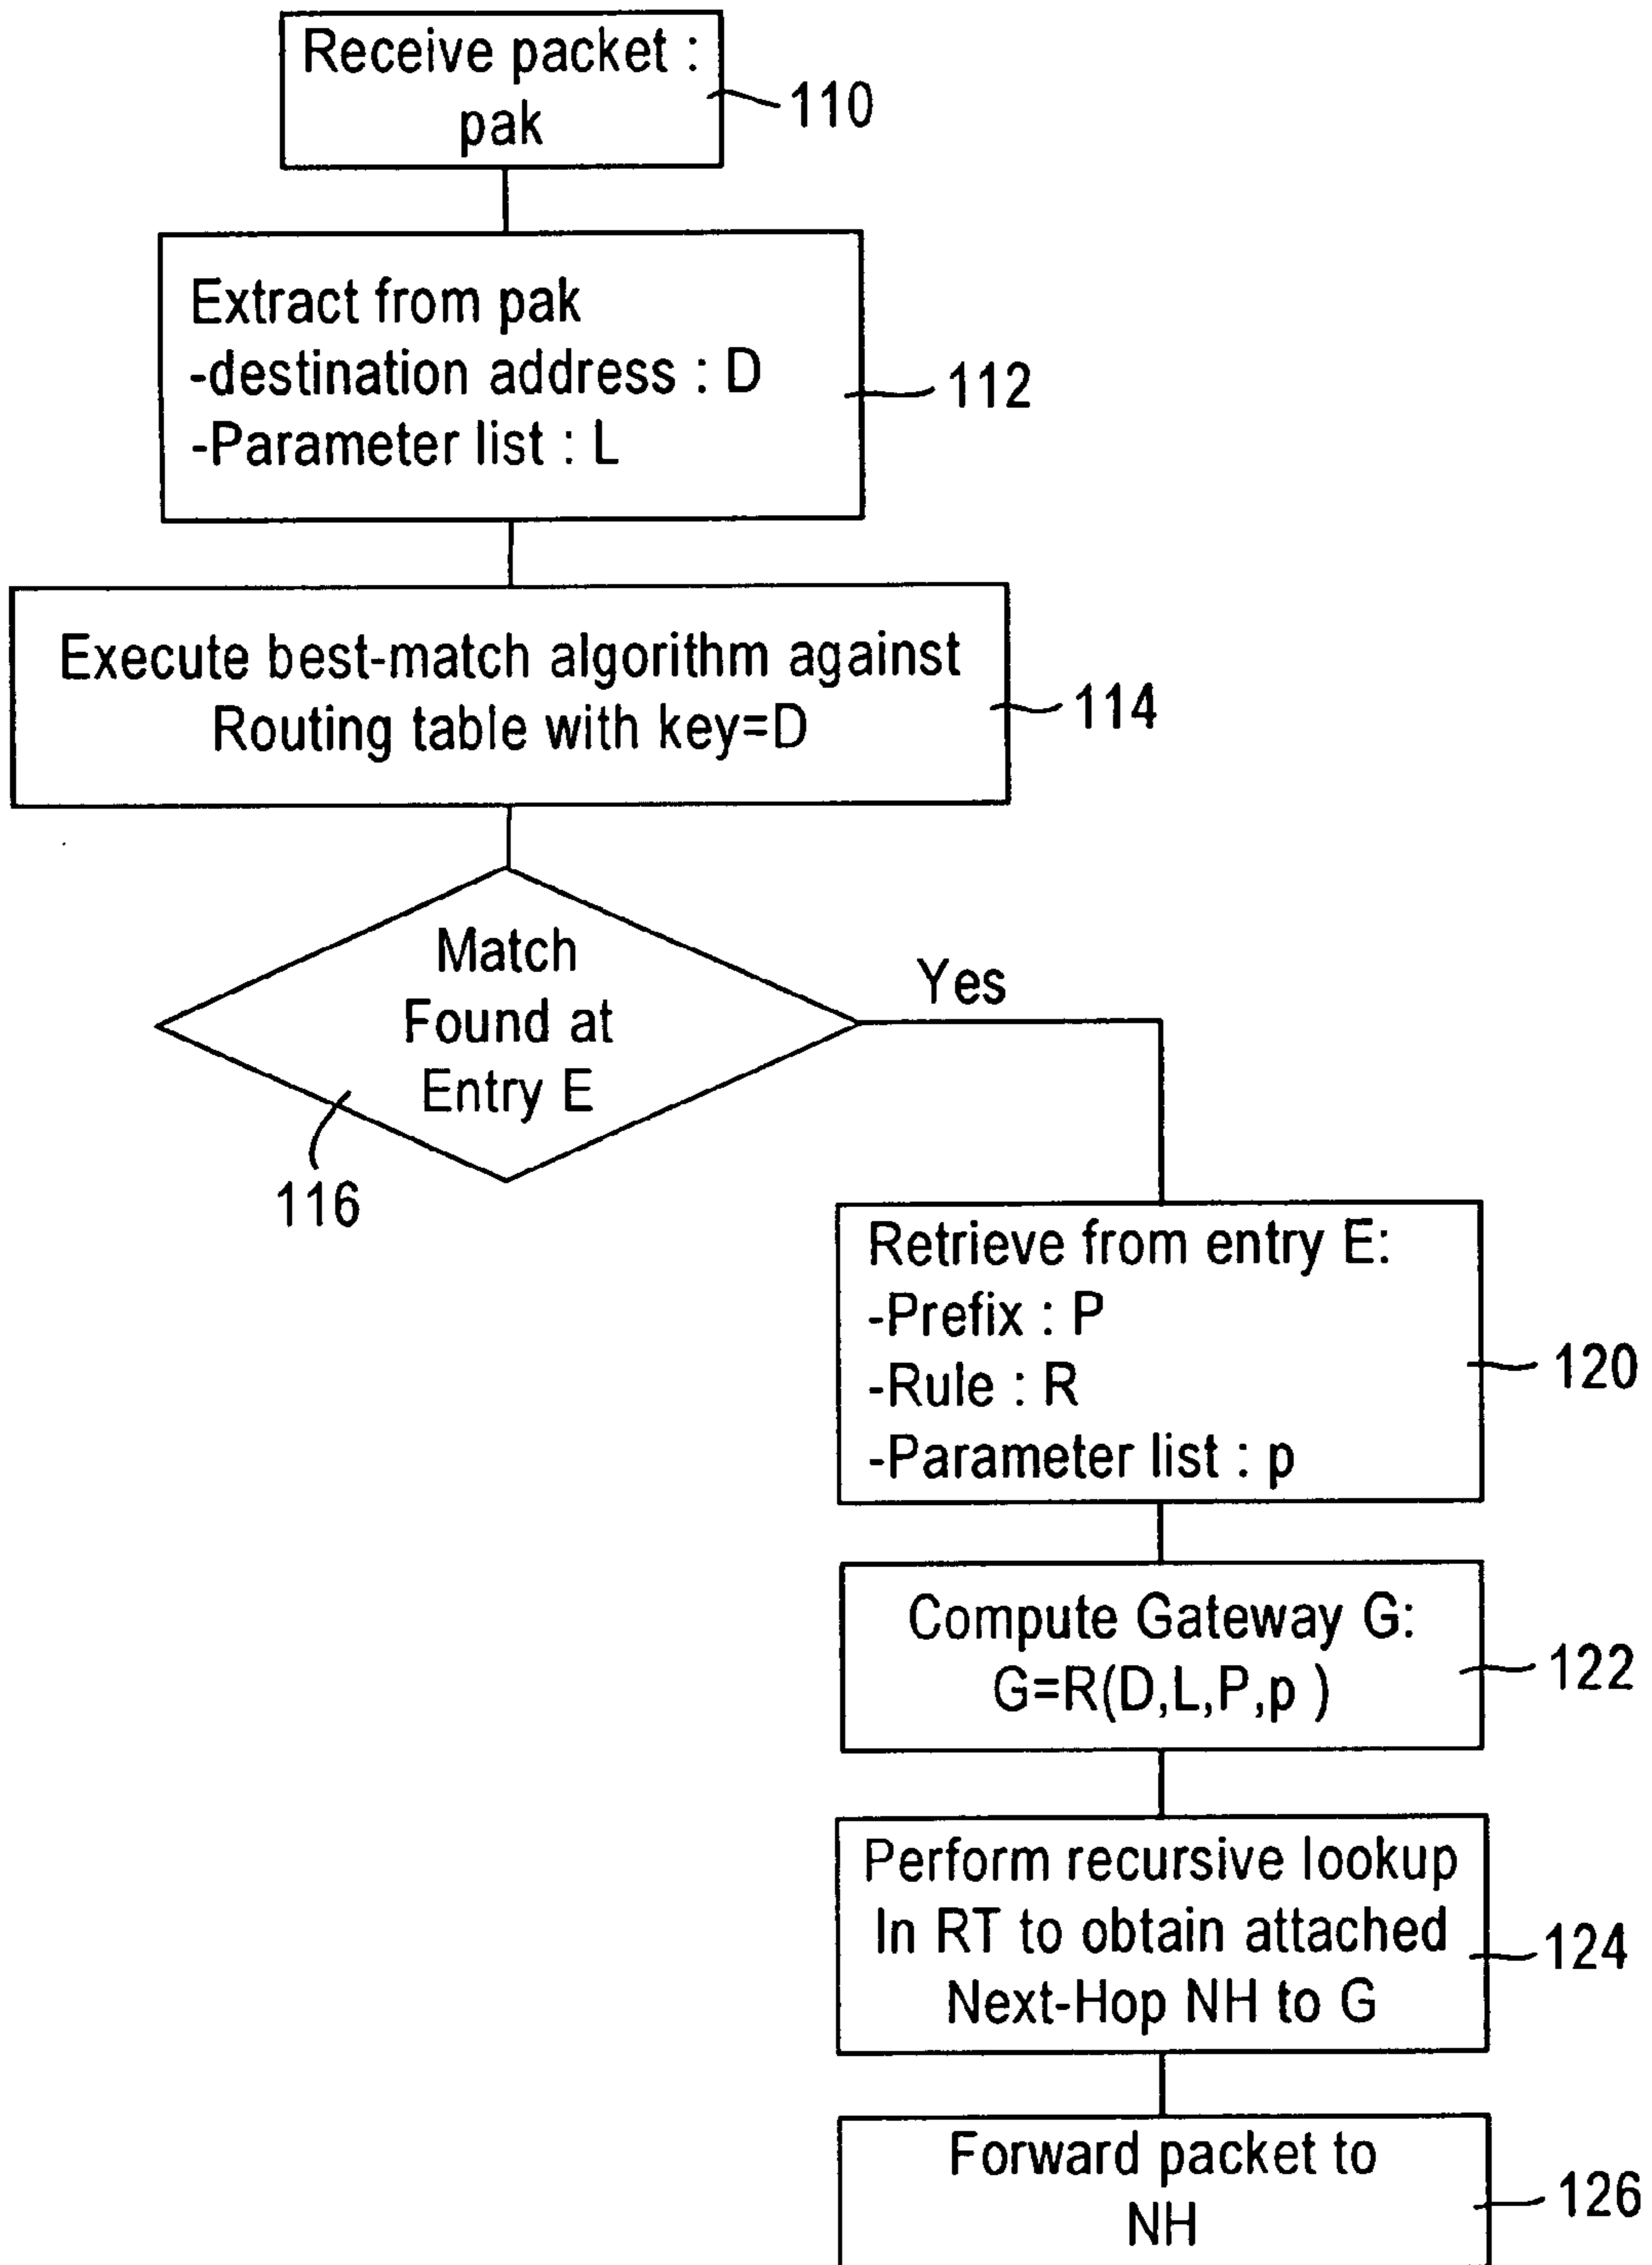 Receive packet :
pak
110
Extract from pak
-destination address : D
-Parameter list : L
112
Execute best-match algorithm against
Routing table with key=D
114
Match
Found at
Entry E
Yes
116
Retrieve from entry E:
-Prefix : P
-Rule : R
-Parameter list : p
120
Compute Gateway G:
G=R(D,L,P,p )
122
Perform recursive lookup
In RT to obtain attached
Next-Hop NH to G
124
Forward packet to
NH
126